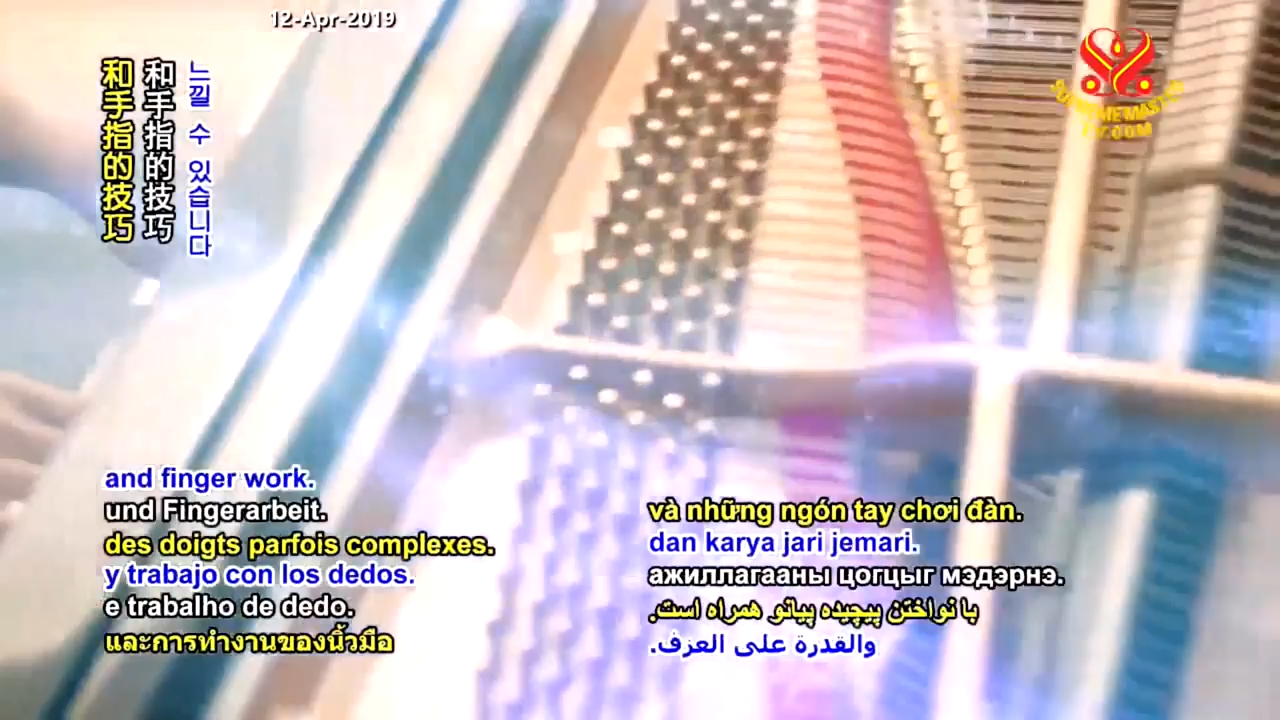 12-Apr-2019
SUPREMEMASTER
TV.COM
느낄 수 있습니다
和手指的技巧
和手指的技巧
and finger work.
und Fingerarbeit.
des doigts parfois complexes.
y trabajo con los dedos.
e trabalho de dedo.
และการทำงานของนิ้วมือ
và những ngón tay chơi đàn.
dan karya jari jemari.
ажиллагааны цогцыг мэдэрнэ.
با نواختن پیچیده پیانو همراه است.
والقدرة على العزف.